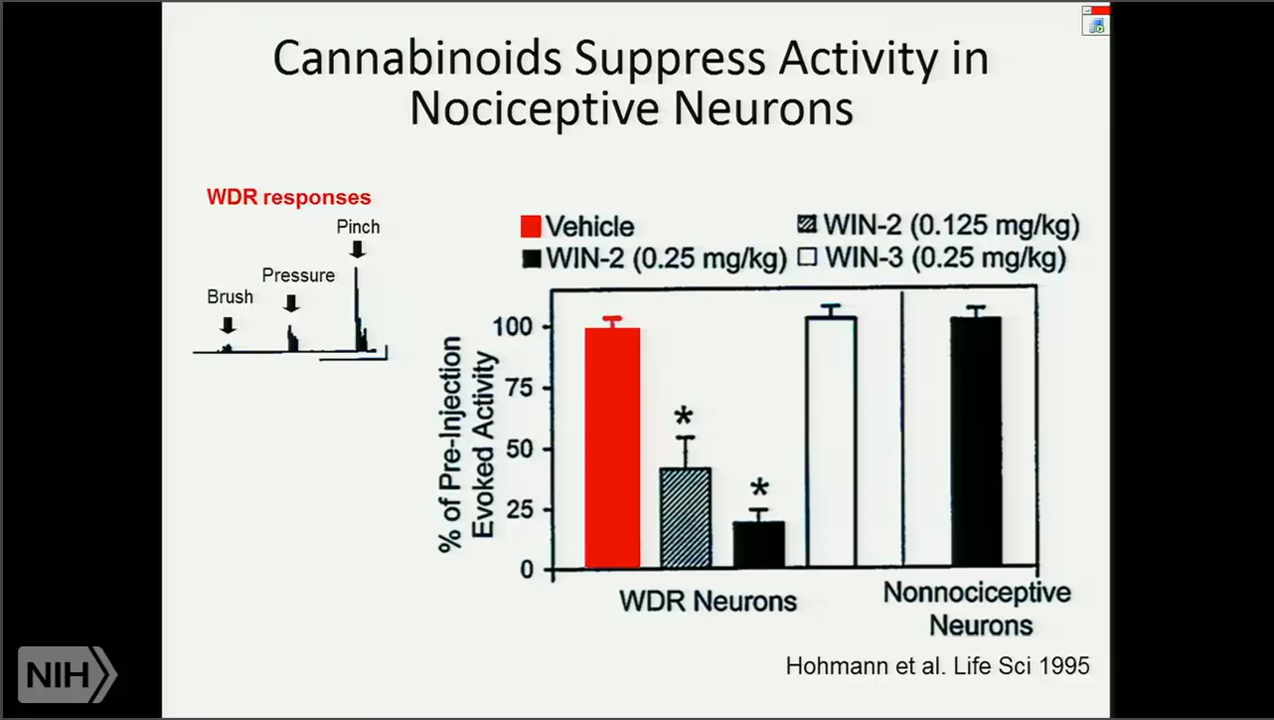 Cannabinoids Suppress Activity in
Nociceptive Neurons
WDR responses
Pinch
Pressure
Brush
Vehicle
WIN-2 (0.125 mg/kg)
WIN-2 (0.25 mg/kg)
WIN-3 (0.25 mg/kg)
% of Pre-Injection
Evoked Activity
100
75
50
25
0
*
*
WDR Neurons
Nonnociceptive
Neurons
Hohmann et al. Life Sci 1995
NIH